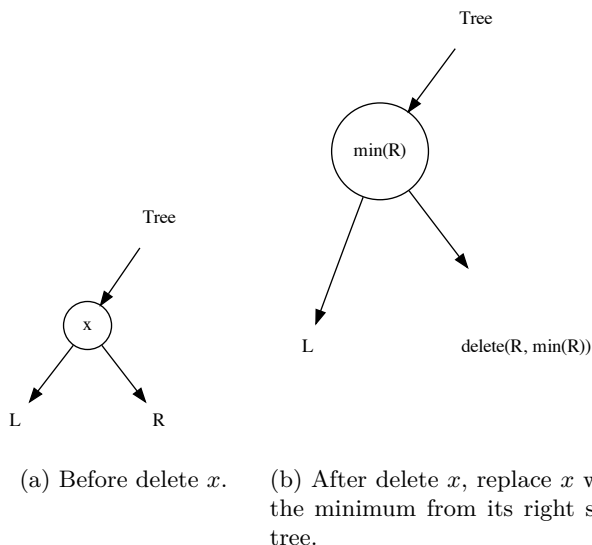 Tree
x
L
R
(a) Before delete x.
Tree
min(R)
L
delete(R, min(R))
(b) After delete x, replace x
the minimum from its right
tree.